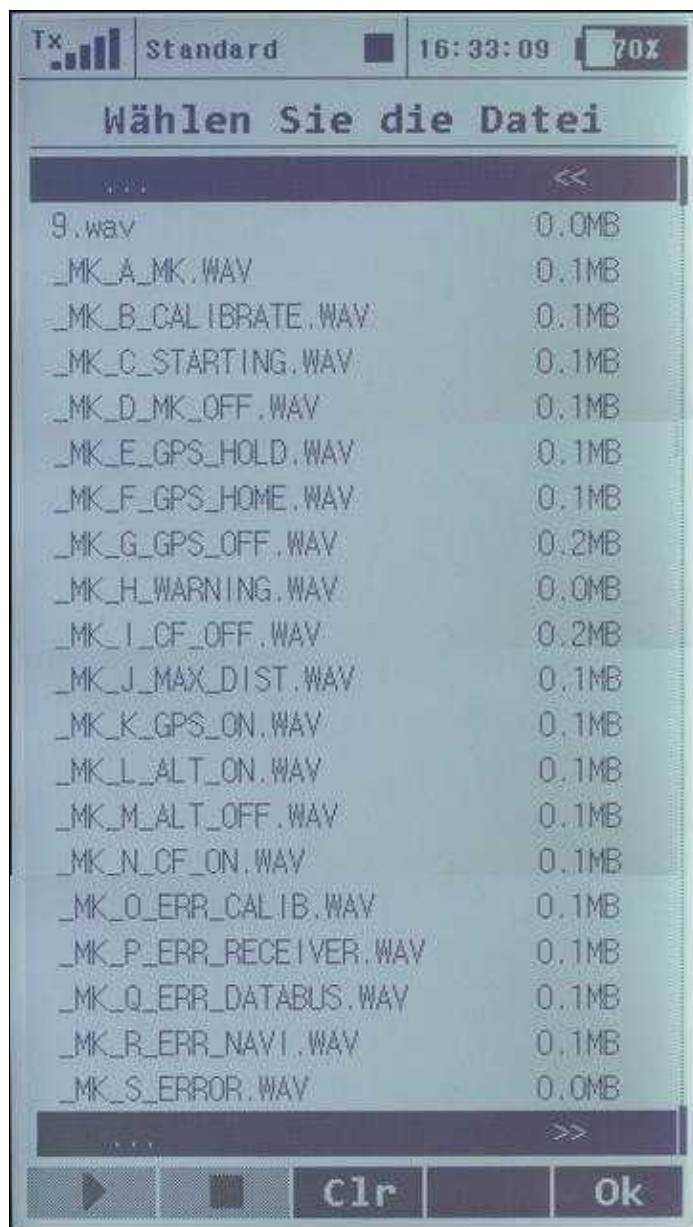 Tx Standard 16:33:09 70%
Wählen Sie die Datei
... <<
9.wav 0.0MB
_MK_A_MK.WAV 0.1MB
_MK_B_CALIBRATE.WAV 0.1MB
_MK_C_STARTING.WAV 0.1MB
_MK_D_MK_OFF.WAV 0.1MB
_MK_E_GPS_HOLD.WAV 0.1MB
_MK_F_GPS_HOME.WAV 0.1MB
_MK_G_GPS_OFF.WAV 0.2MB
_MK_H_WARNING.WAV 0.0MB
_MK_I_CF_OFF.WAV 0.2MB
_MK_J_MAX_DIST.WAV 0.1MB
_MK_K_GPS_ON.WAV 0.1MB
_MK_L_ALT_ON.WAV 0.1MB
_MK_M_ALT_OFF.WAV 0.1MB
_MK_N_CF_ON.WAV 0.1MB
_MK_O_ERR_CALIB.WAV 0.1MB
_MK_P_ERR_RECEIVER.WAV 0.1MB
_MK_Q_ERR_DATABUS.WAV 0.1MB
_MK_R_ERR_NAVI.WAV 0.1MB
_MK_S_ERROR.WAV 0.0MB
... >>
Clr Ok